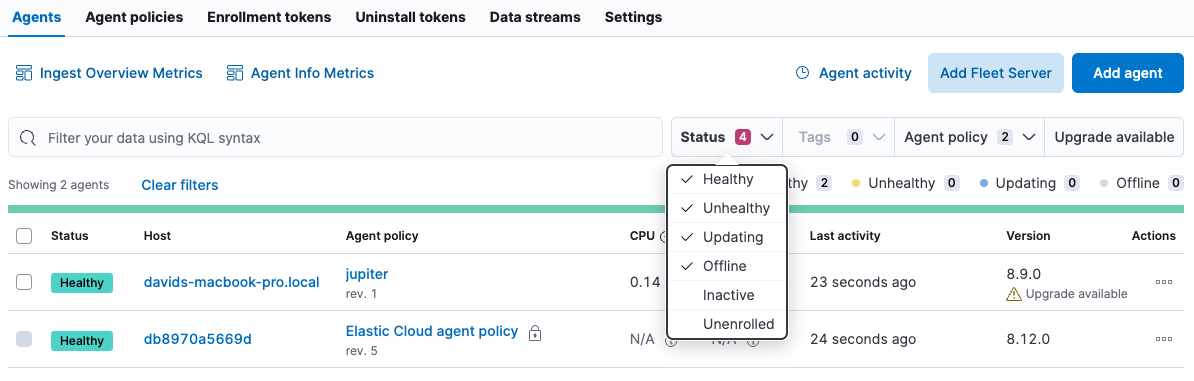 Agents Agent policies Enrollment tokens Uninstall tokens Data streams Settings
Ingest Overview Metrics Agent Info Metrics Agent activity Add Fleet Server Add agent
Filter your data using KQL syntax Status 4 Tags 0 Agent policy 2 Upgrade available
Showing 2 agents Clear filters thy 2 Unhealthy 0 Updating 0 Offline 0
Healthy
Unhealthy
Updating
Offline
Inactive
Unenrolled
Status Host Agent policy CPU Last activity Version Actions
Healthy davids-macbook-pro.local jupiter 0.14 23 seconds ago 8.9.0
rev. 1 Upgrade available
Healthy db8970a5669d Elastic Cloud agent policy N/A N/A 24 seconds ago 8.12.0
rev. 5